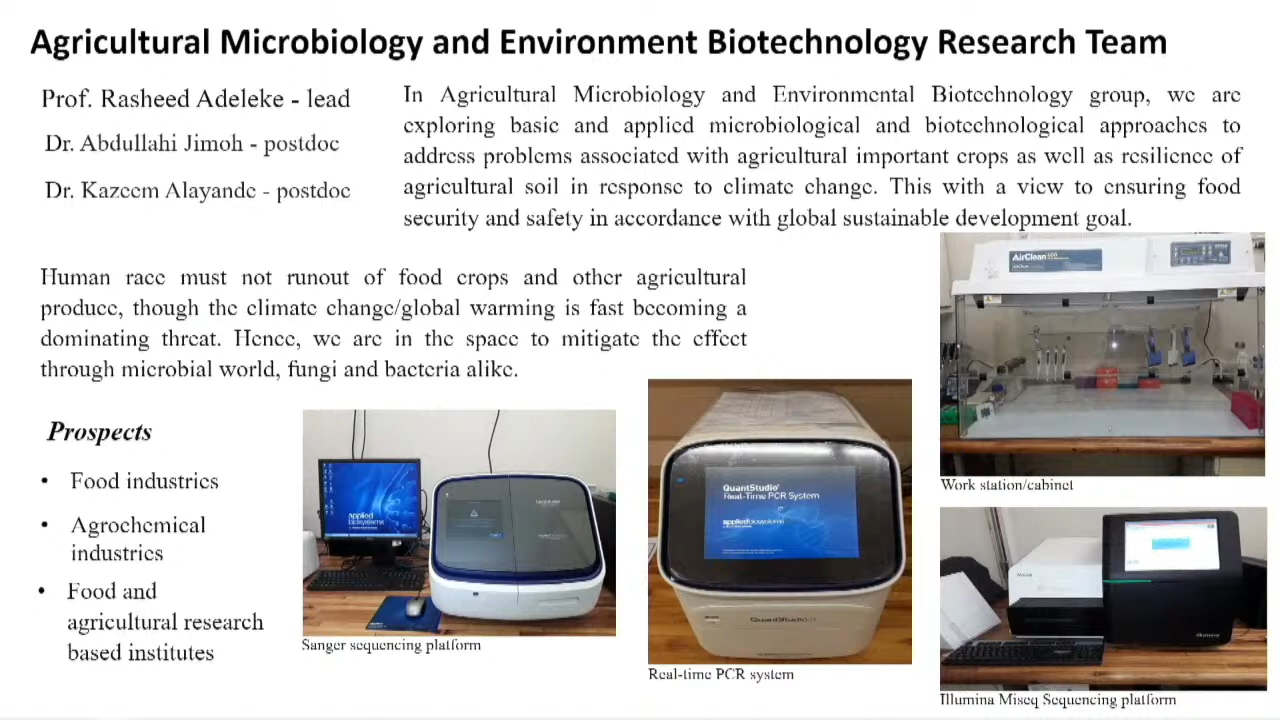 Agricultural Microbiology and Environment Biotechnology Research Team
Prof. Rasheed Adeleke - lead
Dr. Abdullahi Jimoh - postdoc
Dr. Kazeem Alayande - postdoc
In Agricultural Microbiology and Environmental Biotechnology group, we are
exploring basic and applied microbiological and biotechnological approaches to
address problems associated with agricultural important crops as well as resilience of
agricultural soil in response to climate change. This with a view to ensuring food
security and safety in accordance with global sustainable development goal.
Human race must not runout of food crops and other agricultural
produce, though the climate change/global warming is fast becoming a
dominating threat. Hence, we are in the space to mitigate the effect
through microbial world, fungi and bacteria alike.
Prospects
• Food industries
• Agrochemical
industries
• Food and
agricultural research
based institutes
applied
biosystems
Sanger sequencing platform
QuantStudio
Real-Time PCR System
appliedbiosystems
QuantStudio
Real-time PCR system
AirClean 600
Work station/cabinet
illumina
Illumina Miseq Sequencing platform